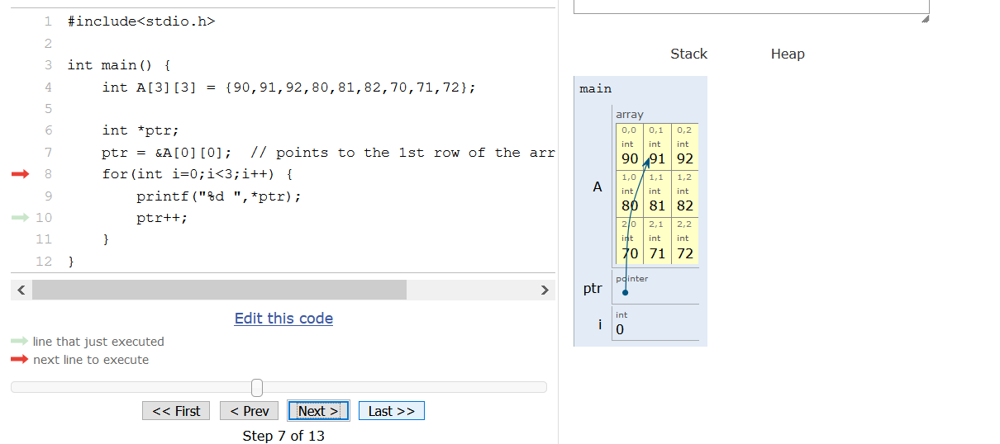 1 #include<stdio.h>
2
3 int main() {
4 int A[3][3] = {90,91,92,80,81,82,70,71,72};
5
6 int *ptr;
7 ptr = &A[0][0];  // points to the 1st row of the arr
8 for(int i=0;i<3;i++) {
9 printf("%d ",*ptr);
10 ptr++;
11 }
12 }
Edit this code
line that just executed
next line to execute
<< First < Prev Next > Last >>
Step 7 of 13
Stack Heap
main
array
0,0 0,1 0,2
int int int
90 91 92
A
1,0 1,1 1,2
int int int
80 81 82
2,0 2,1 2,2
int int int
70 71 72
ptr
pointer
i
int
0